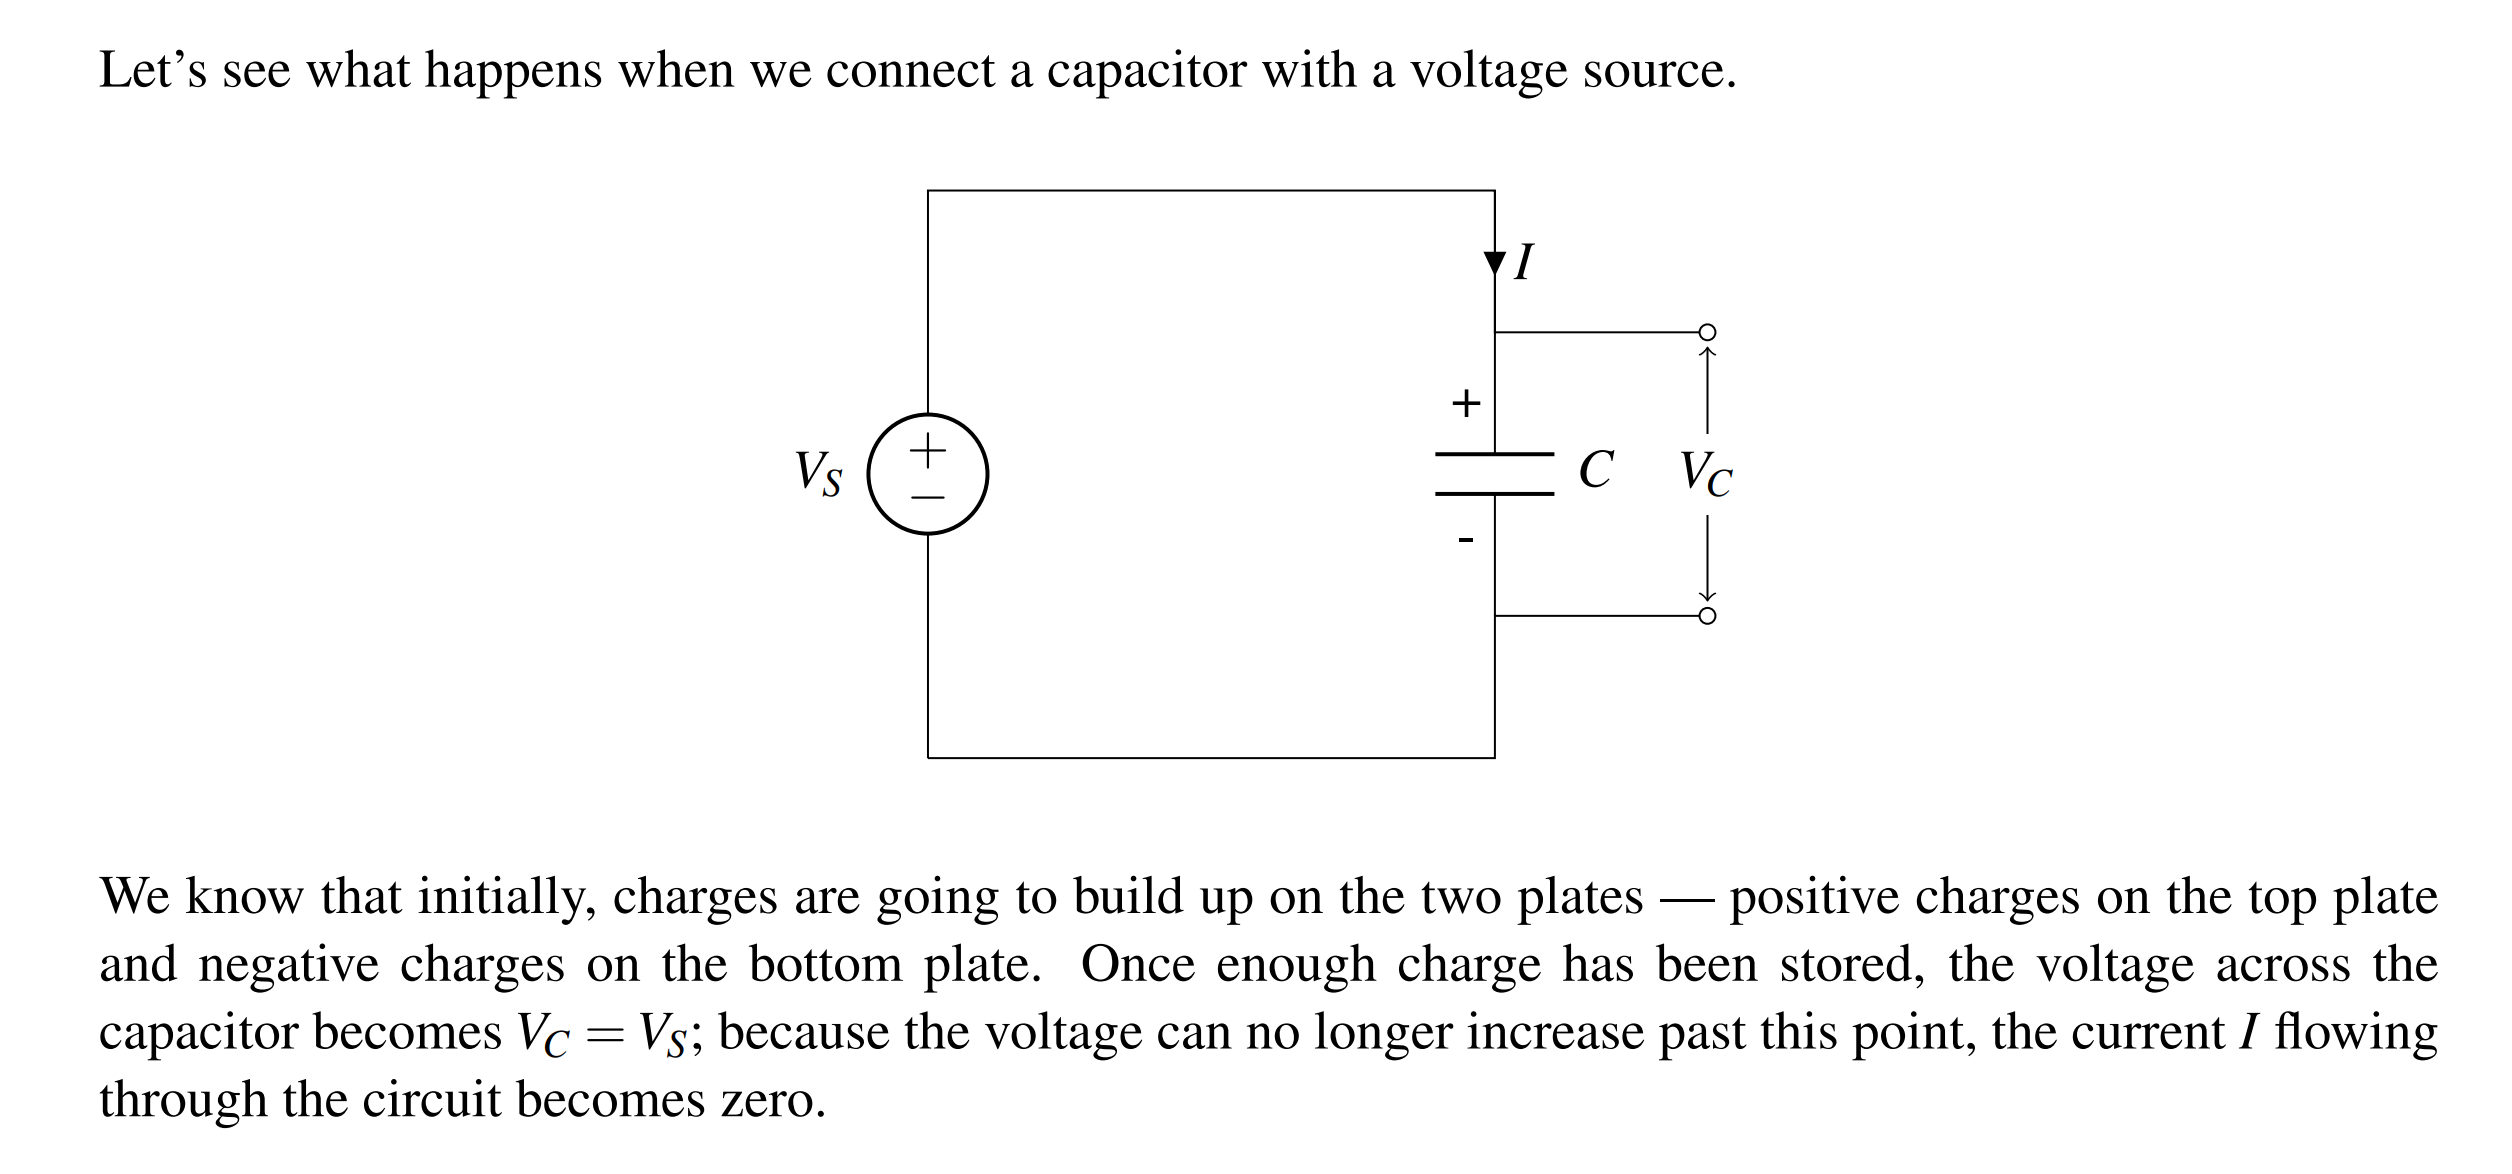 Let's see what happens when we connect a capacitor with a voltage source.
I
+
V_S
+
−
C
V_C
-
We know that initially, charges are going to build up on the two plates — positive charges on the top plate
and negative charges on the bottom plate. Once enough charge has been stored, the voltage across the
capacitor becomes V_C = V_S; because the voltage can no longer increase past this point, the current I flowing
through the circuit becomes zero.